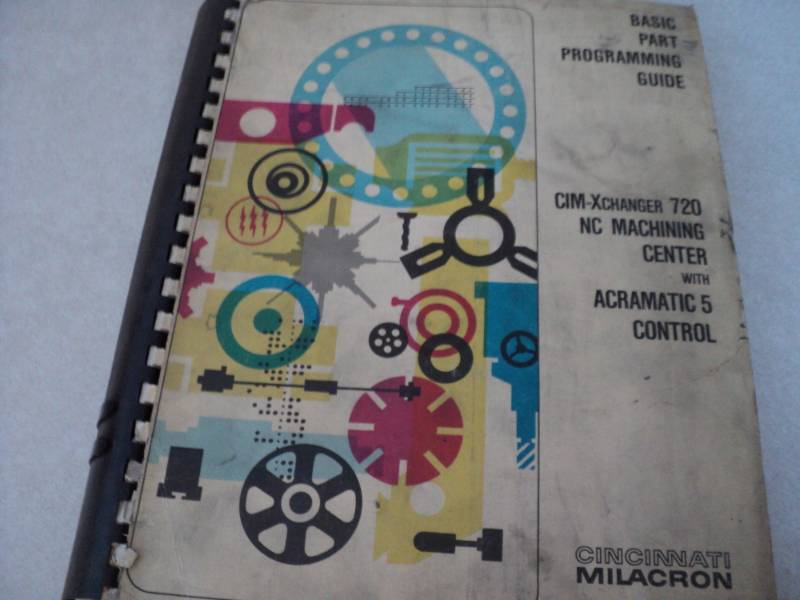 BASIC
PART
PROGRAMMING
GUIDE
CIM-XCHANGER 720
NC MACHINING
CENTER
WITH
ACRAMATIC 5
CONTROL
CINCINNATI
MILACRON